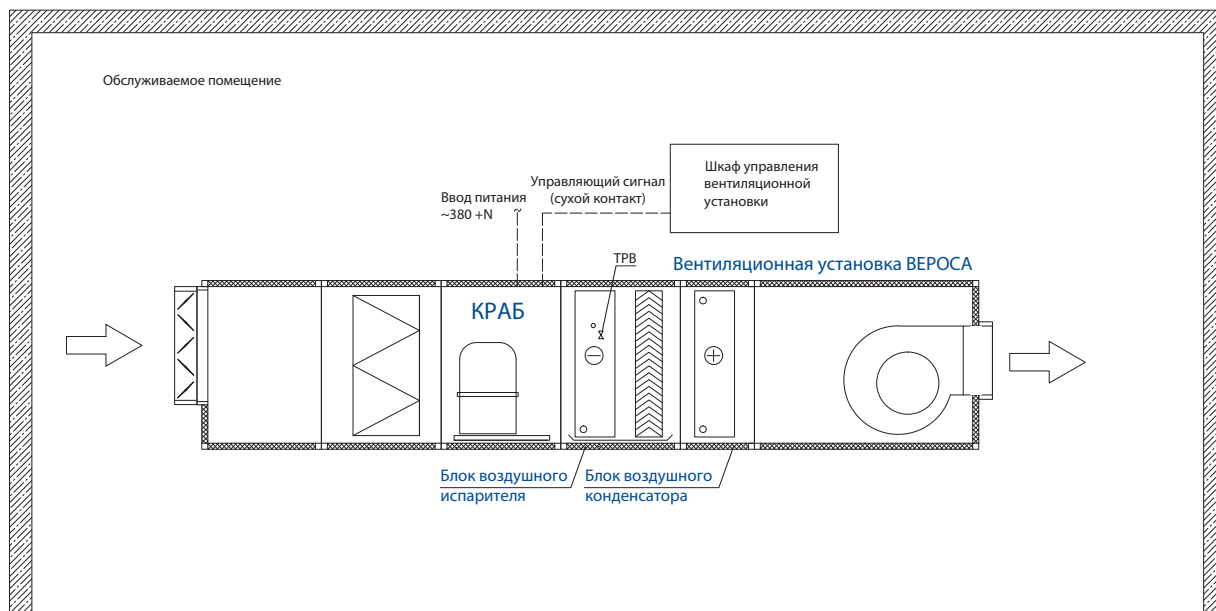 Обслуживаемое помещение
Шкаф управления
вентиляционной
установки
Управляющий сигнал
(сухой контакт)
Ввод питания
~
~380 +N
ТРВ
Вентиляционная установка ВЕРОСА
КРАБ
Блок воздушного
испарителя
Блок воздушного
конденсатора